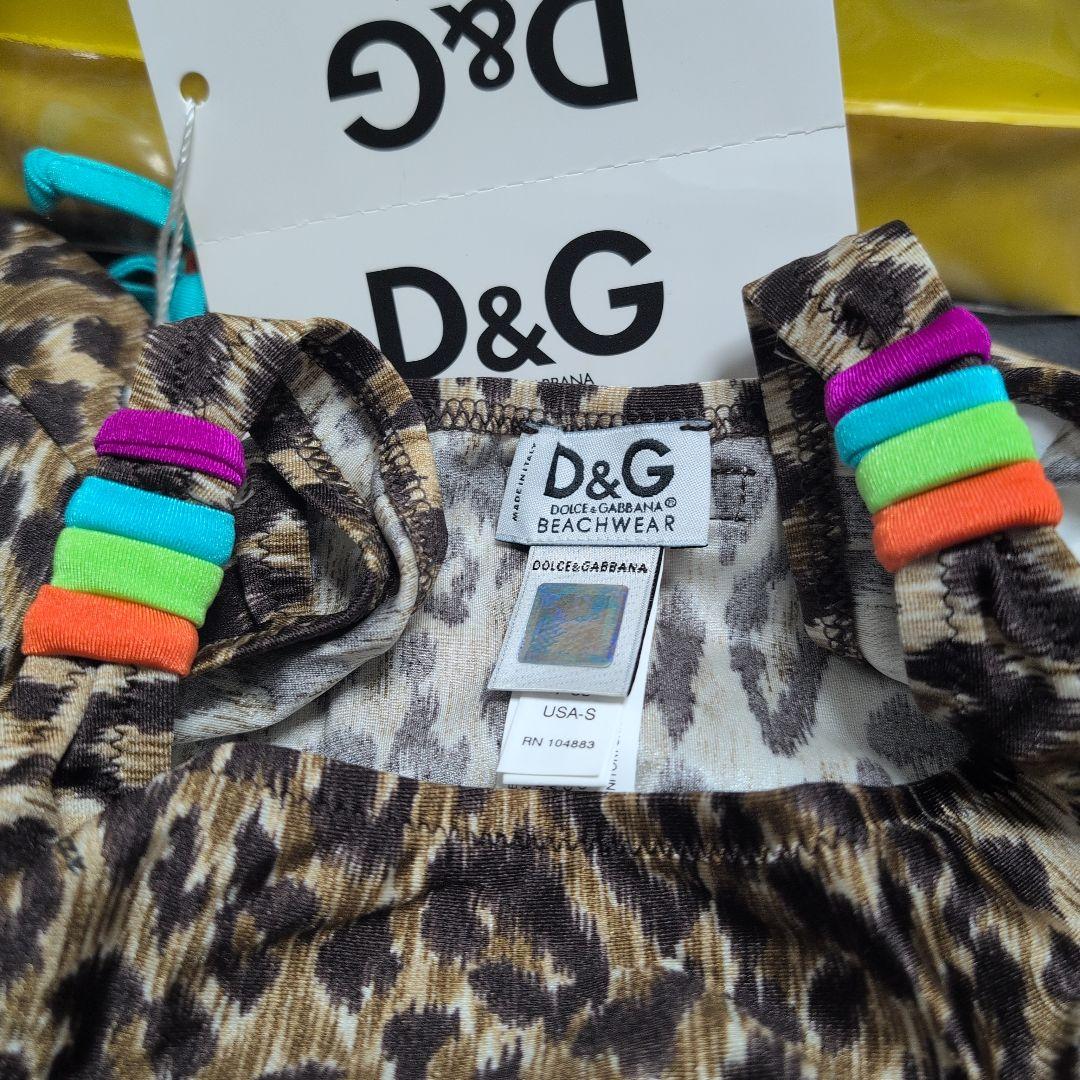 D&G
D&G
D&G
DOLCE & GABBANA®
BEACHWEAR
MADE IN ITALY
DOLCE&GABBANA
USA-S
RN 104883